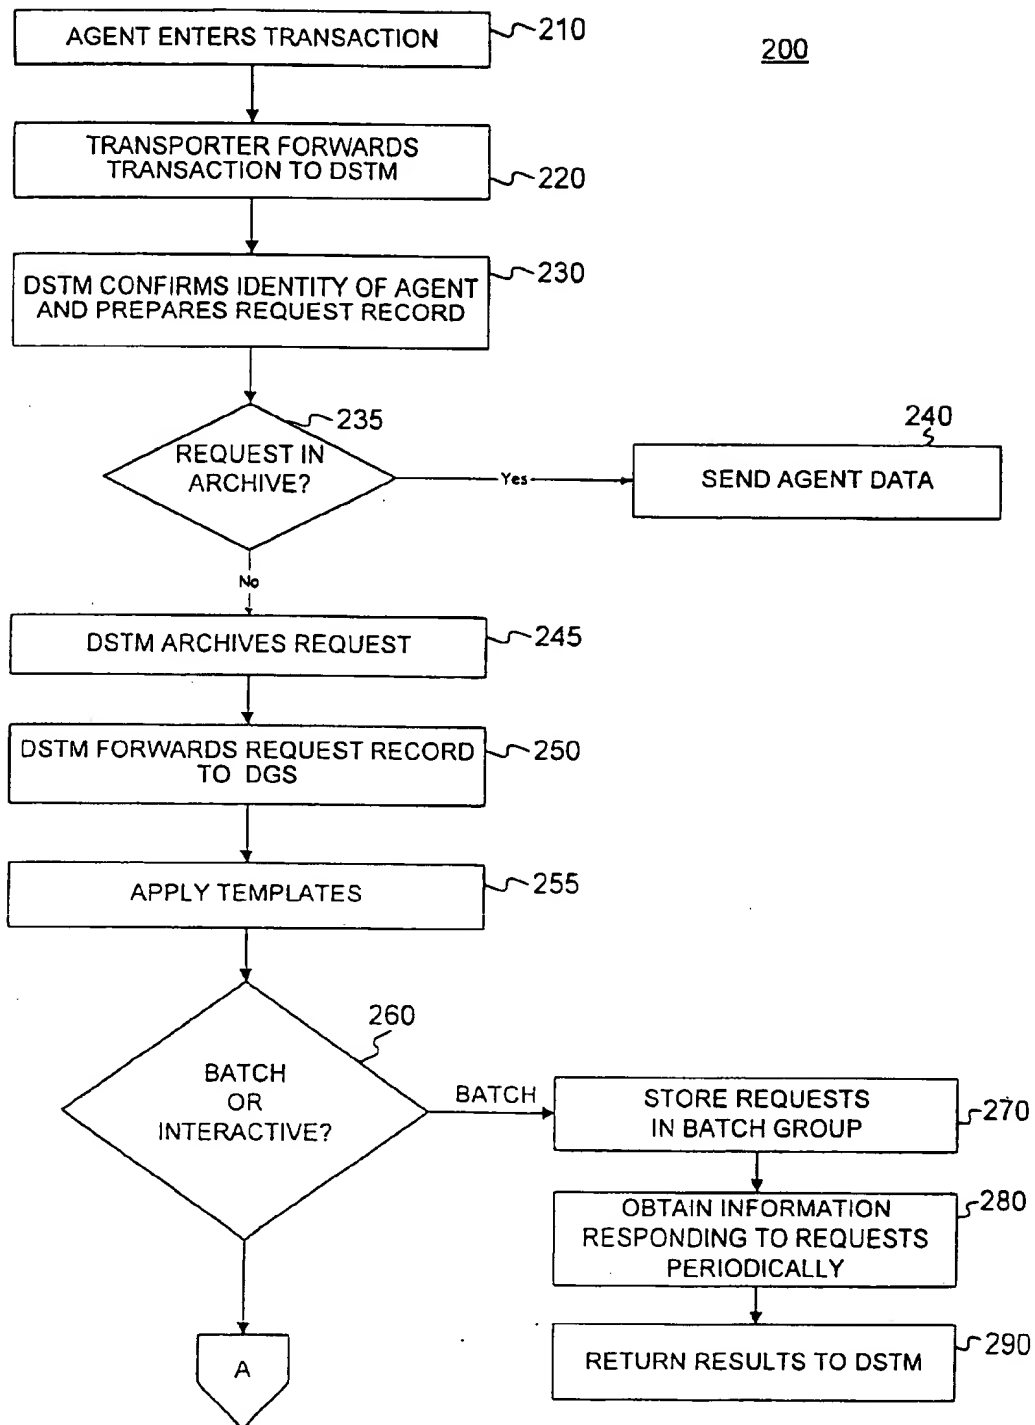 AGENT ENTERS TRANSACTION
210
200
TRANSPORTER FORWARDS
TRANSACTION TO DSTM
220
DSTM CONFIRMS IDENTITY OF AGENT
AND PREPARES REQUEST RECORD
230
235
REQUEST IN
ARCHIVE?
Yes
240
SEND AGENT DATA
No
DSTM ARCHIVES REQUEST
245
DSTM FORWARDS REQUEST RECORD
TO DGS
250
APPLY TEMPLATES
255
260
BATCH
OR
INTERACTIVE?
BATCH
STORE REQUESTS
IN BATCH GROUP
270
OBTAIN INFORMATION
RESPONDING TO REQUESTS
PERIODICALLY
280
RETURN RESULTS TO DSTM
290
A